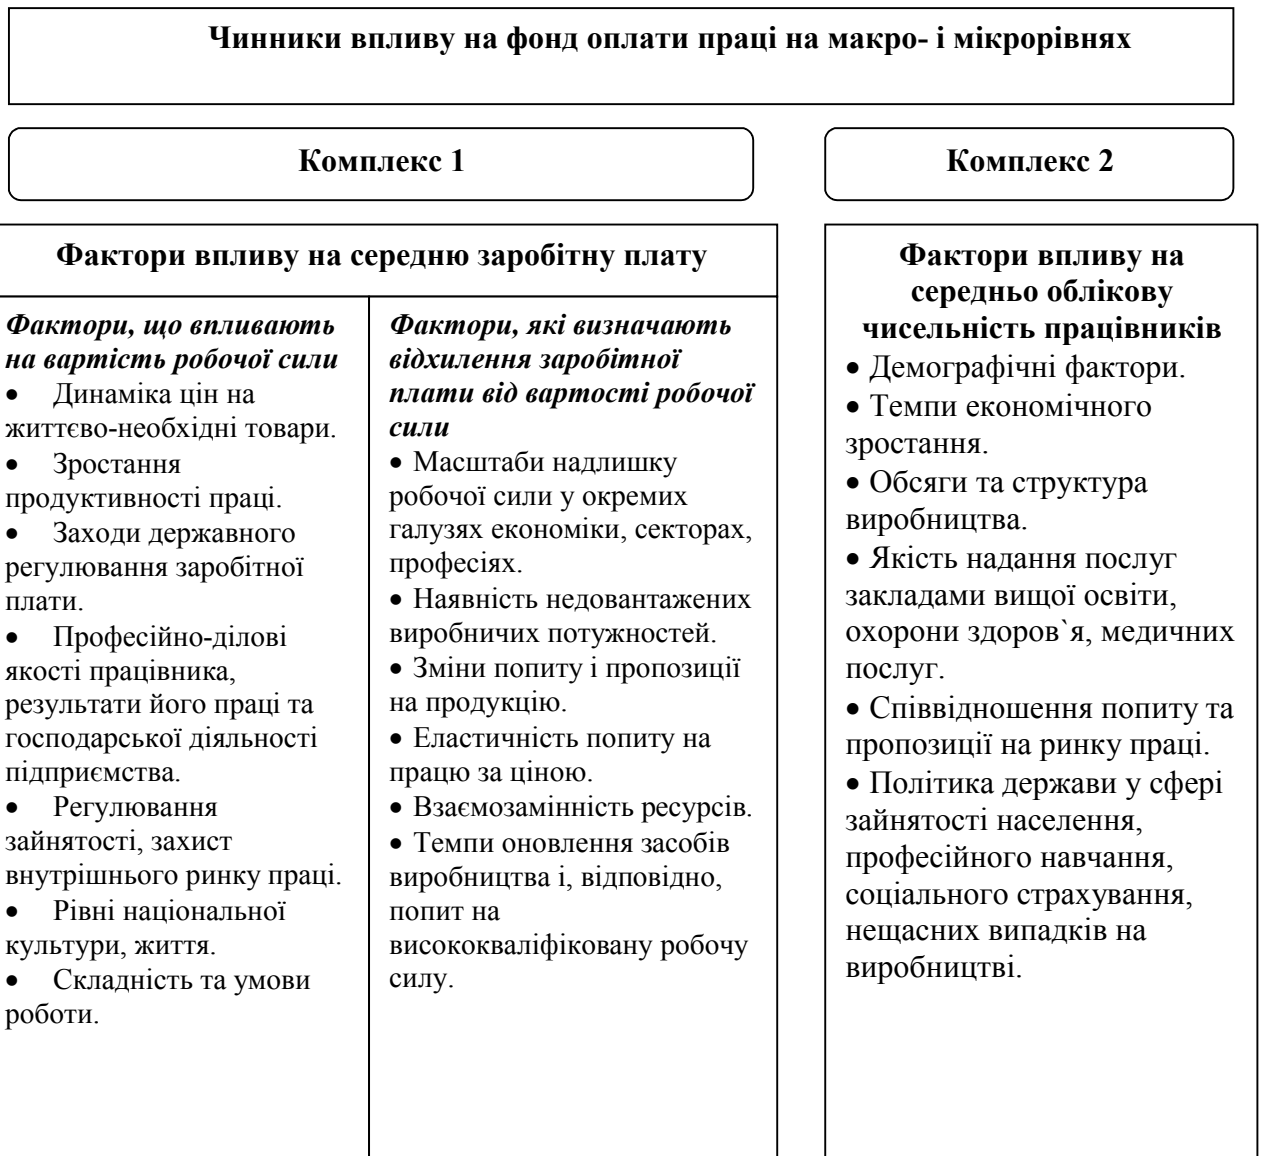 Чинники впливу на фонд оплати праці на макро- і мікрорівнях
Комплекс 1
Комплекс 2
Фактори впливу на середню заробітну плату
Фактори, що впливають
на вартість робочої сили
• Динаміка цін на
життєво-необхідні товари.
• Зростання
продуктивності праці.
• Заходи державного
регулювання заробітної
плати.
• Професійно-ділові
якості працівника,
результати його праці та
господарської діяльності
підприємства.
• Регулювання
зайнятості, захист
внутрішнього ринку праці.
• Рівні національної
культури, життя.
• Складність та умови
роботи.
Фактори, які визначають
відхилення заробітної
плати від вартості робочої
сили
• Масштаби надлишку
робочої сили у окремих
галузях економіки, секторах,
професіях.
• Наявність недовантажених
виробничих потужностей.
• Зміни попиту і пропозиції
на продукцію.
• Еластичність попиту на
працю за ціною.
• Взаємозамінність ресурсів.
• Темпи оновлення засобів
виробництва і, відповідно,
попит на
висококваліфіковану робочу
силу.
Фактори впливу на
середньо облікову
чисельність працівників
• Демографічні фактори.
• Темпи економічного
зростання.
• Обсяги та структура
виробництва.
• Якість надання послуг
закладами вищої освіти,
охорони здоров`я, медичних
послуг.
• Співвідношення попиту та
пропозиції на ринку праці.
• Політика держави у сфері
зайнятості населення,
професійного навчання,
соціального страхування,
нещасних випадків на
виробництві.